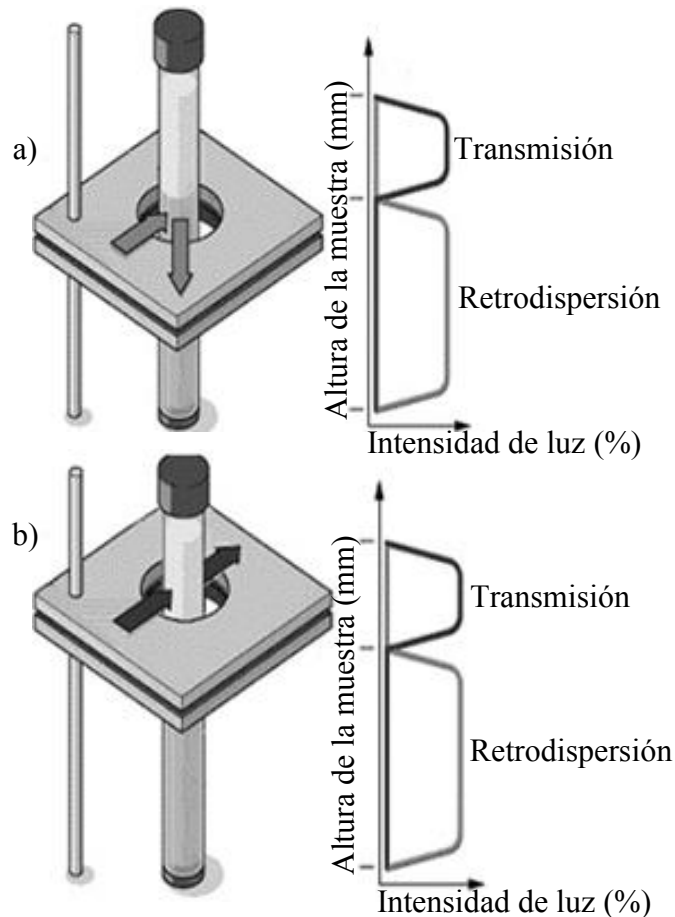 a)
Altura de la muestra (mm)
Transmisión
Retrodispersión
Intensidad de luz (%)
b)
Altura de la muestra (mm)
Transmisión
Retrodispersión
Intensidad de luz (%)